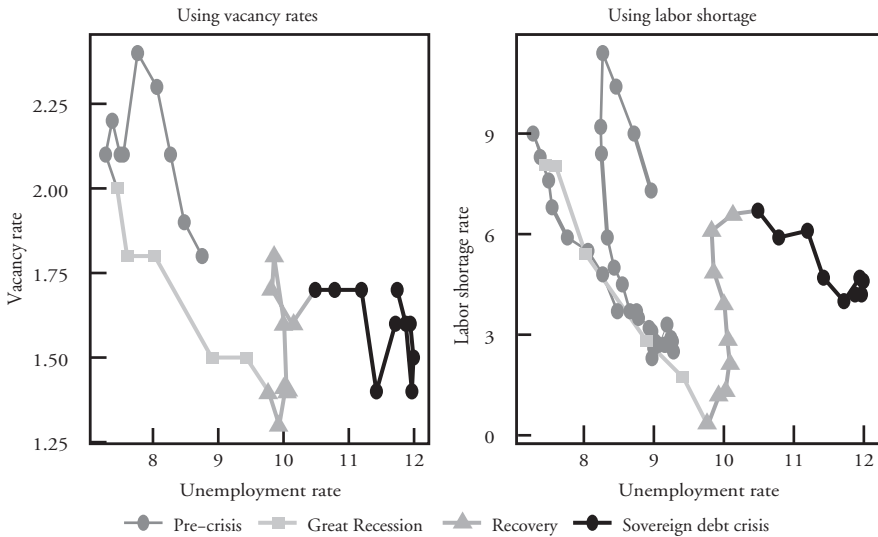 Using vacancy rates
Vacancy rate
2.25
2.00
1.75
1.50
1.25
8 9 10 11 12
Unemployment rate
Using labor shortage
Labor shortage rate
9
6
3
0
8 9 10 11 12
Unemployment rate
Pre–crisis Great Recession Recovery Sovereign debt crisis